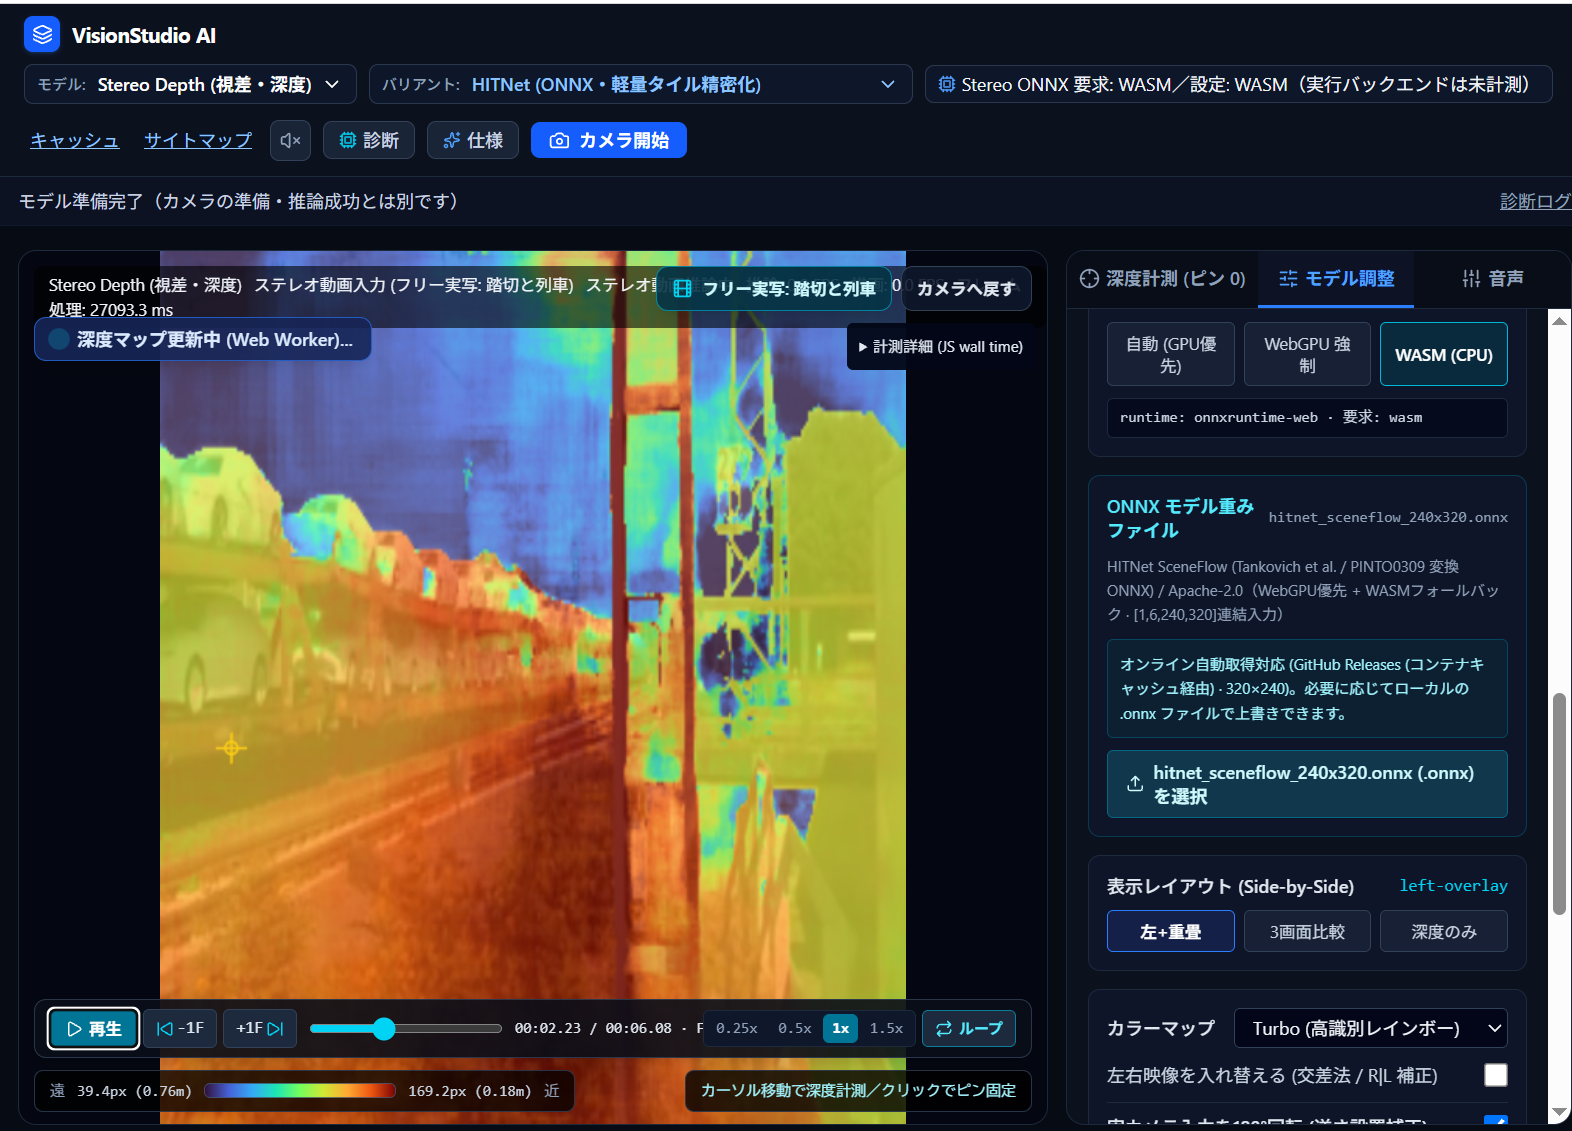 VisionStudio AI
モデル: Stereo Depth (視差・深度)
バリアント: HITNet (ONNX・軽量タイル精密化)
Stereo ONNX 要求: WASM／設定: WASM（実行バックエンドは未計測）
キャッシュ
サイトマップ
診断
仕様
カメラ開始
モデル準備完了（カメラの準備・推論成功とは別です）
診断ログ
Stereo Depth (視差・深度) ステレオ動画入力 (フリー実写: 踏切と列車) ステレオ動
処理: 27093.3 ms
フリー実写: 踏切と列車
カメラへ戻す
深度マップ更新中 (Web Worker)...
▶ 計測詳細 (JS wall time)
再生
-1F
+1F
00:02.23 / 00:06.08 · F
0.25x
0.5x
1x
1.5x
ループ
遠 39.4px (0.76m)
169.2px (0.18m) 近
カーソル移動で深度計測／クリックでピン固定
深度計測 (ピン 0)
モデル調整
音声
自動 (GPU優
先)
WebGPU 強
制
WASM (CPU)
runtime: onnxruntime-web · 要求: wasm
ONNX モデル重み
ファイル
hitnet_sceneflow_240x320.onnx
HITNet SceneFlow (Tankovich et al. / PINTO0309 変換
ONNX) / Apache-2.0（WebGPU優先 + WASMフォールバッ
ク · [1,6,240,320]連結入力）
オンライン自動取得対応 (GitHub Releases (コンテナキ
ャッシュ経由) · 320×240)。必要に応じてローカルの
.onnx ファイルで上書きできます。
hitnet_sceneflow_240x320.onnx (.onnx)
を選択
表示レイアウト (Side-by-Side)
left-overlay
左+重畳
3画面比較
深度のみ
カラーマップ
Turbo (高識別レインボー)
左右映像を入れ替える (交差法 / R|L 補正)